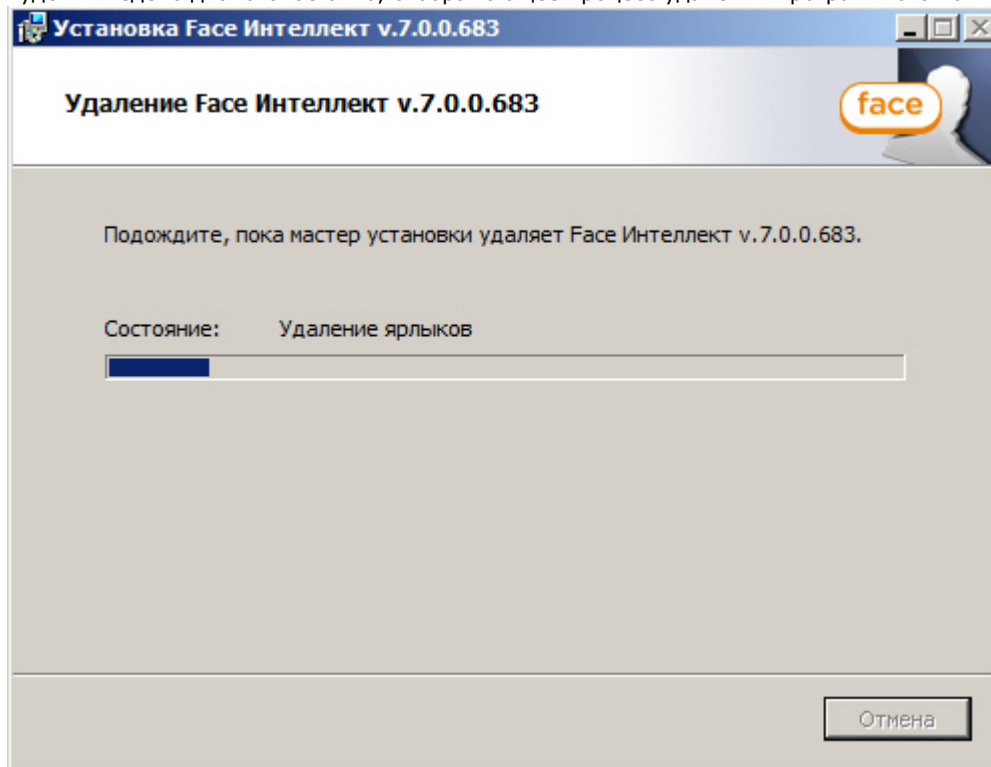 Установка Face Интеллект v.7.0.0.683
Удаление Face Интеллект v.7.0.0.683
face
Подождите, пока мастер установки удаляет Face Интеллект v.7.0.0.683.
Состояние: Удаление ярлыков
Отмена